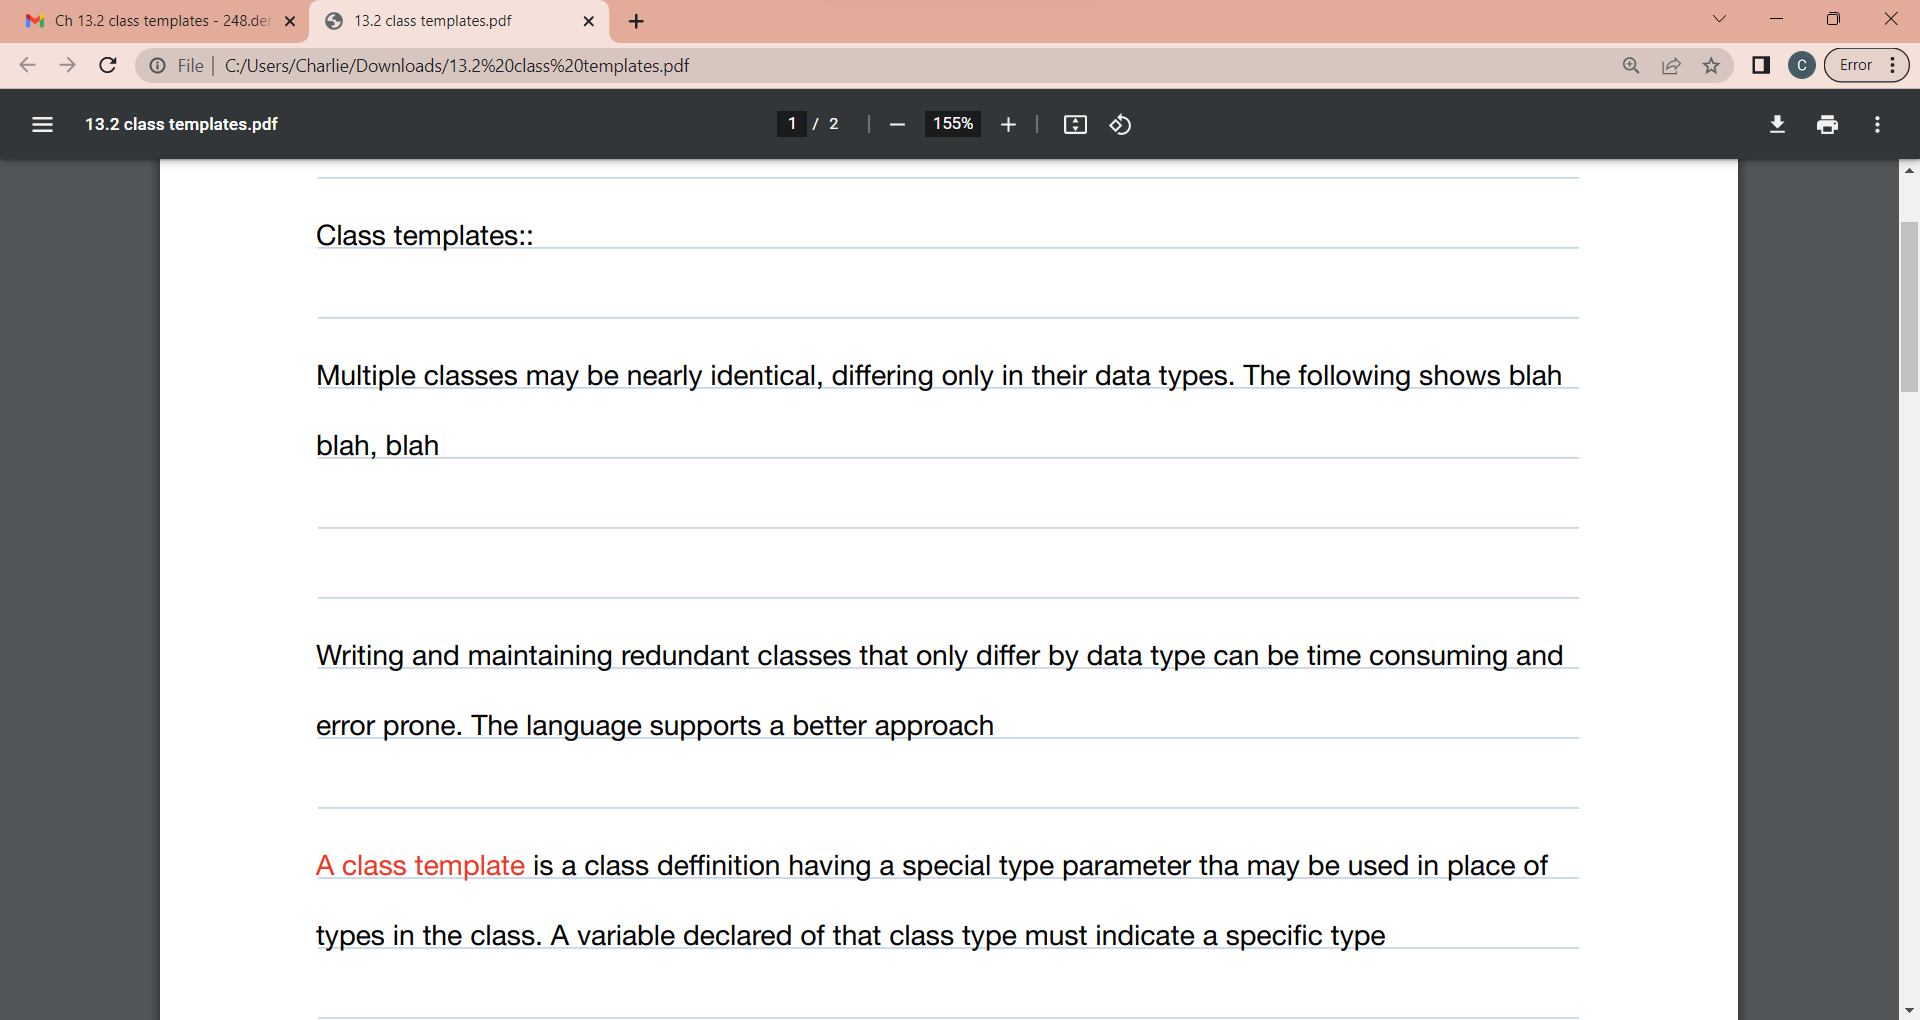 Ch 13.2 class templates - 248.der
13.2 class templates.pdf
File
C:/Users/Charlie/Downloads/13.2%20class%20templates.pdf
C
Error
13.2 class templates.pdf
1 / 2
155%
Class templates::
Multiple classes may be nearly identical, differing only in their data types. The following shows blah
blah, blah
Writing and maintaining redundant classes that only differ by data type can be time consuming and
error prone. The language supports a better approach
A class template is a class deffinition having a special type parameter tha may be used in place of
types in the class. A variable declared of that class type must indicate a specific type